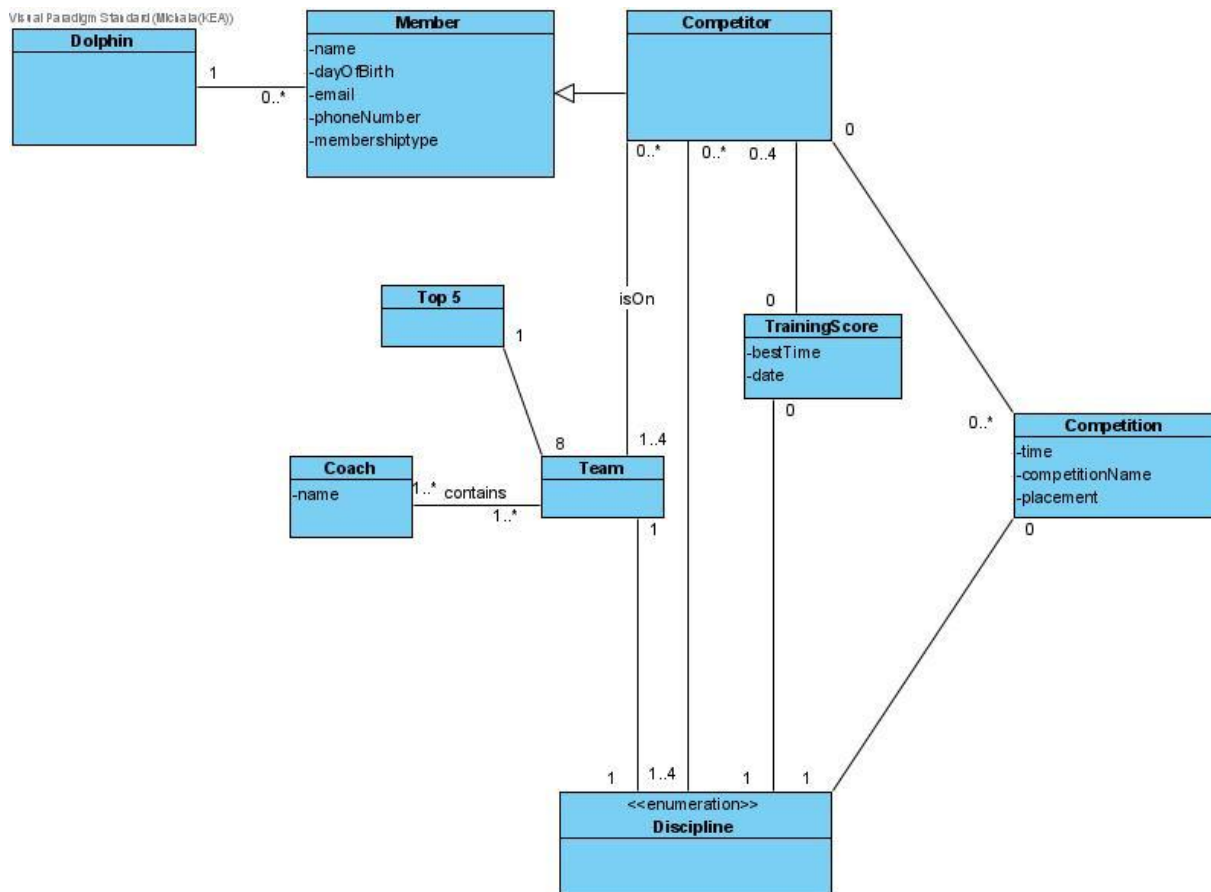 Visual Paradigm Standard (Michala(KEA))
Dolphin
1
0..*
Member
-name
-dayOfBirth
-email
-phoneNumber
-membershiptype
Competitor
0..*
0..*
0..4
0
isOn
Top 5
1
0
TrainingScore
-bestTime
-date
0
8
1..4
0..*
Competition
-time
-competitionName
-placement
0
Coach
-name
1..*
contains
1..*
Team
1
1
1..4
1
1
<<enumeration>>
Discipline